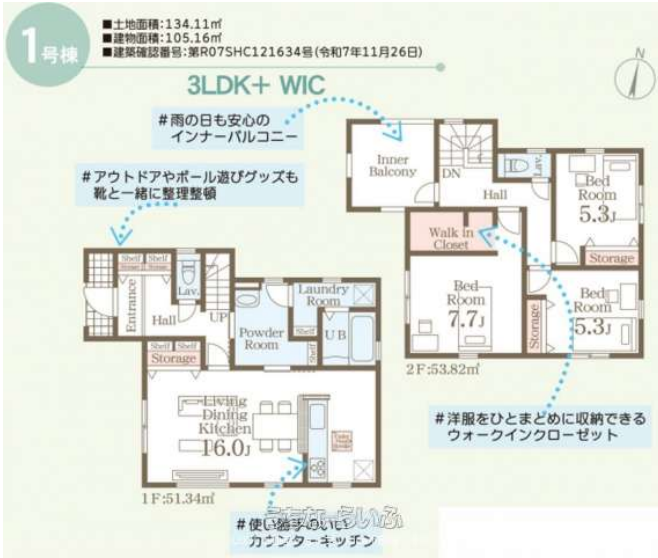 1号棟
■土地面積:134.11㎡
■建物面積:105.16㎡
■建築確認番号:第R07SHC121634号(令和7年11月26日)
3LDK+ WIC
N
#雨の日も安心の
インナーバルコニー
#アウトドアやボール遊びグッズも
靴と一緒に整理整頓
Inner
Balcony
DN
Lav.
Hall
Bed
Room
5.3J
Storage
Walk in
Closet
Bed
Room
7.7J
Storage
Bed
Room
5.3J
2F:53.82㎡
Shelf
Shelf
Storage
Storage
Entrance
Hall
Lav.
UP
Laundry
Room
Shelf
Powder
Room
Shelf
UB
Shelf
Shelf
Storage
Living
Dining
Kitchen
16.0J
1F:51.34㎡
#洋服をひとまとめに収納できる
ウォークインクローゼット
#使い勝手のいい
カウンターキッチン